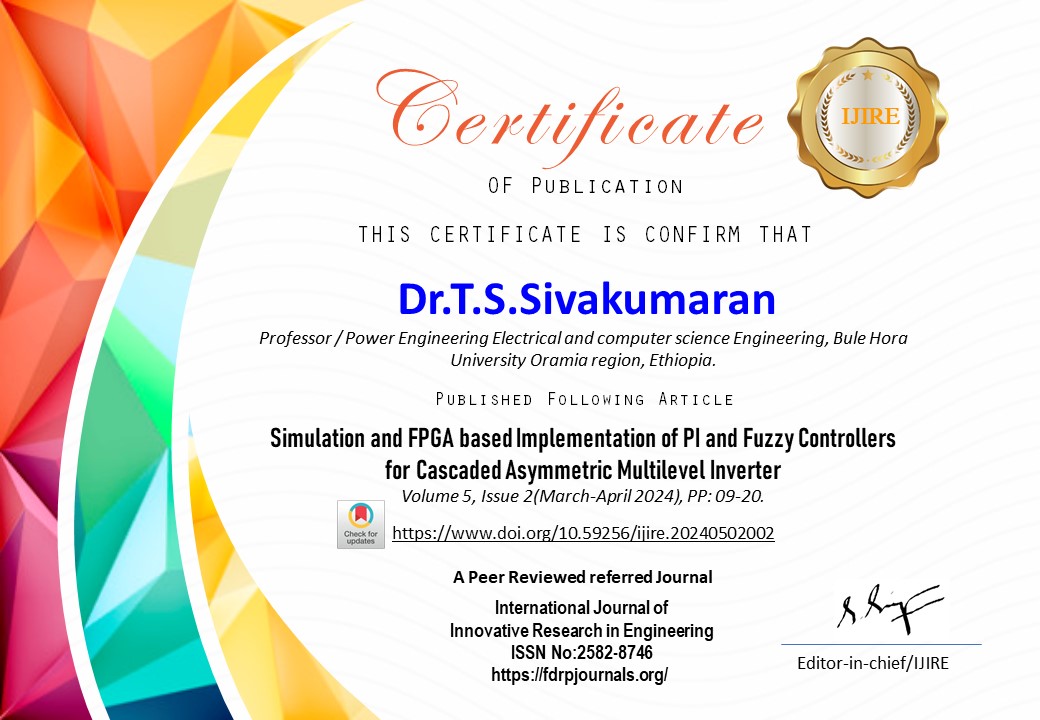 Certificate
IJIRE
OF PUBLICATION
THIS CERTIFICATE IS CONFIRM THAT
Dr.T.S.Sivakumaran
Professor / Power Engineering Electrical and computer science Engineering, Bule Hora
University Oramia region, Ethiopia.
PUBLISHED FOLLOWING ARTICLE
Simulation and FPGA based Implementation of PI and Fuzzy Controllers
for Cascaded Asymmetric Multilevel Inverter
Volume 5, Issue 2(March-April 2024), PP: 09-20.
Check for
updates
https://www.doi.org/10.59256/ijire.20240502002
A Peer Reviewed referred Journal
International Journal of
Innovative Research in Engineering
ISSN No:2582-8746
https://fdrpjournals.org/
Editor-in-chief/IJIRE